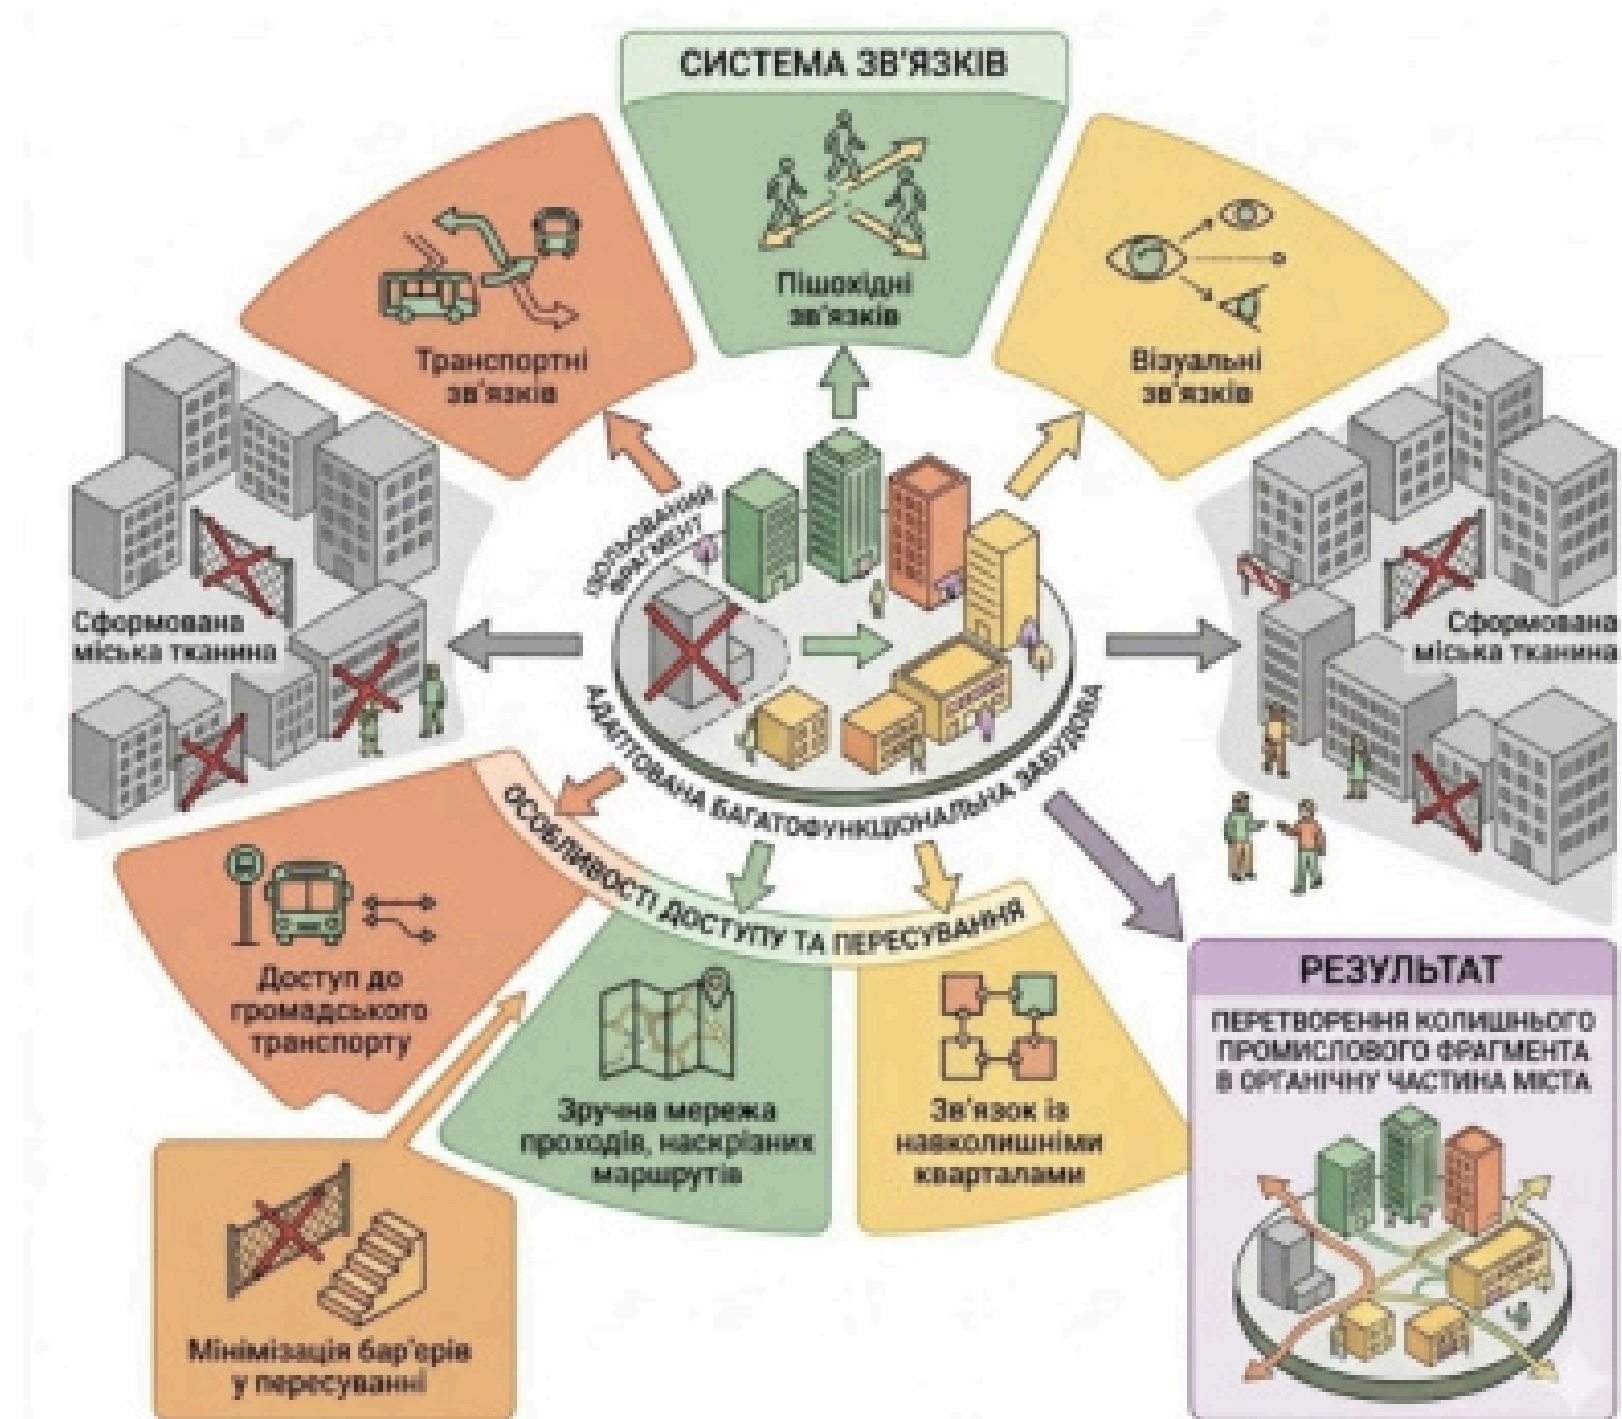 СИСТЕМА ЗВ'ЯЗКІВ
Транспортні
зв'язків
Пішохідні
зв'язків
Візуальні
зв'язків
ІЗОЛЬОВАНИЙ
ФРАГМЕНТ
Сформована
міська тканина
Сформована
міська тканина
АДАПТОВАНА БАГАТОФУНКЦІОНАЛЬНА ЗАБУДОВА
ОСОБЛИВОСТІ ДОСТУПУ ТА ПЕРЕСУВАННЯ
Доступ до
громадського
транспорту
Зручна мережа
проходів, наскрізних
маршрутів
Зв'язок із
навколишніми
кварталами
Мінімізація бар'єрів
у пересуванні
РЕЗУЛЬТАТ
ПЕРЕТВОРЕННЯ КОЛИШНЬОГО
ПРОМИСЛОВОГО ФРАГМЕНТА
В ОРГАНІЧНУ ЧАСТИНА МІСТА